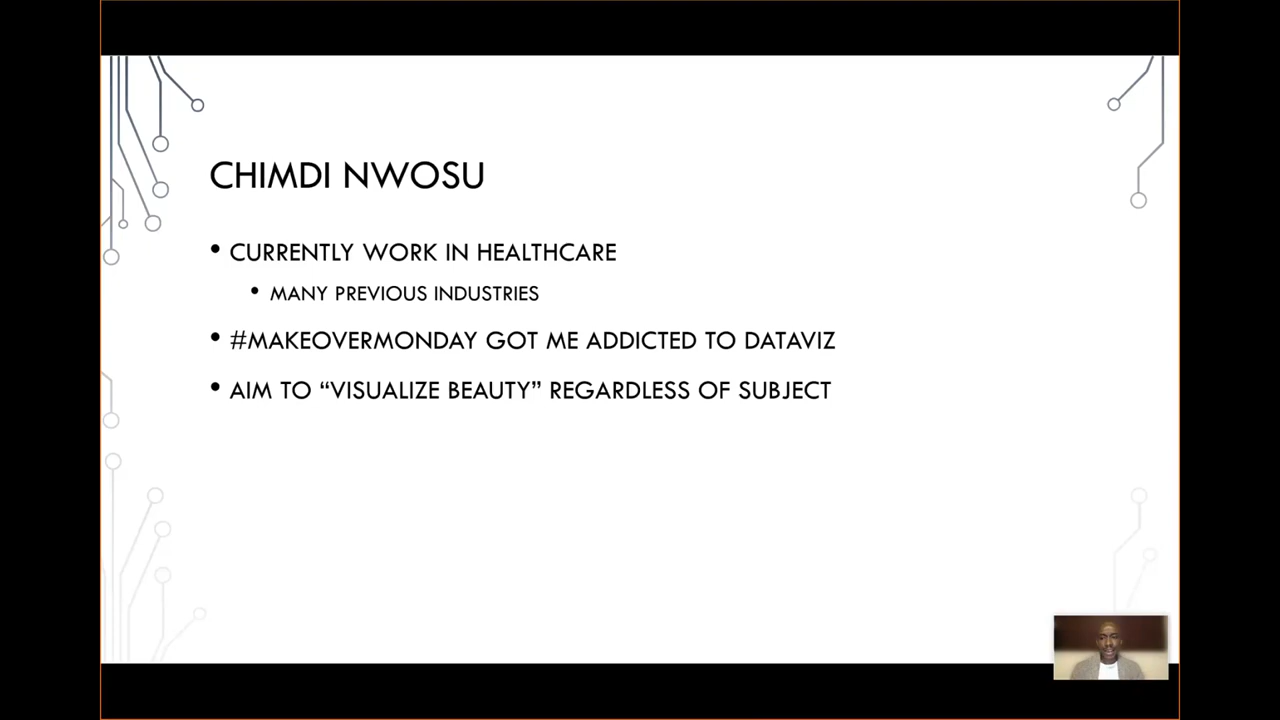 CHIMDI NWOSU
• CURRENTLY WORK IN HEALTHCARE
• MANY PREVIOUS INDUSTRIES
• #MAKEOVERMONDAY GOT ME ADDICTED TO DATAVIZ
• AIM TO “VISUALIZE BEAUTY” REGARDLESS OF SUBJECT